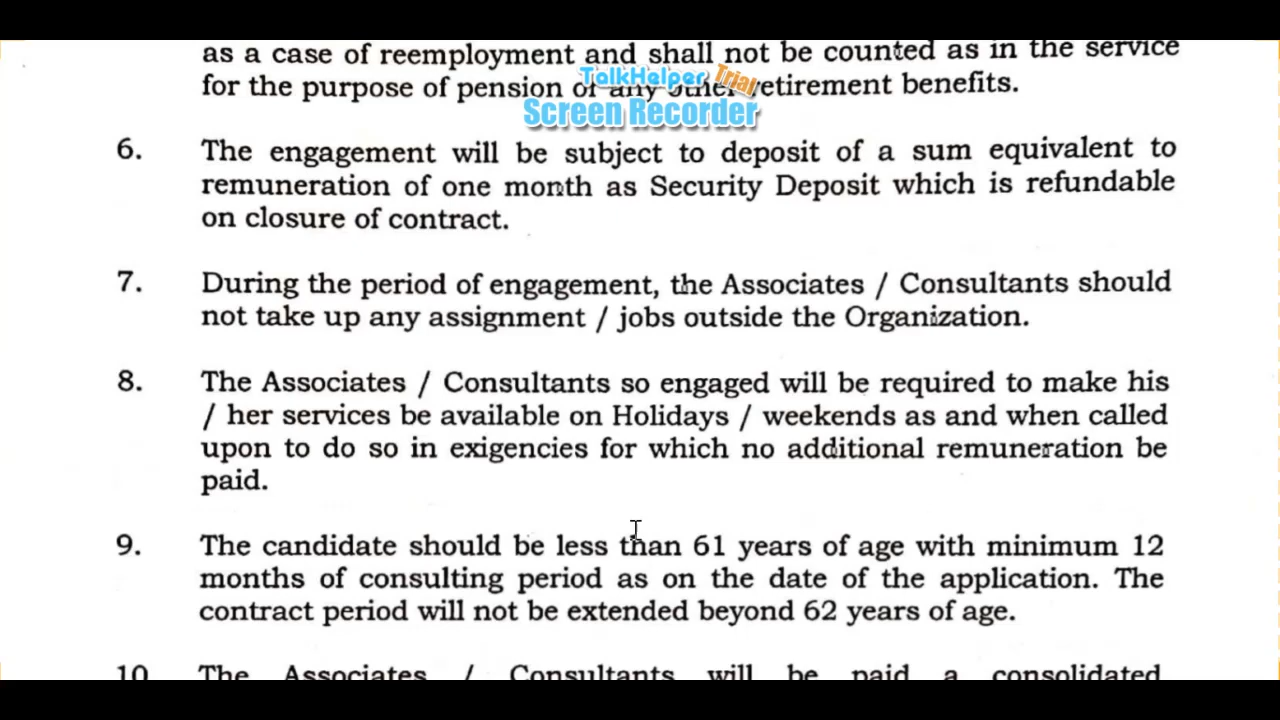 as a case of reemployment and shall not be counted as in the service
TalkHelper Trial
for the purpose of pension or any other retirement benefits.
Screen Recorder
6. The engagement will be subject to deposit of a sum equivalent to
remuneration of one month as Security Deposit which is refundable
on closure of contract.
7. During the period of engagement, the Associates / Consultants should
not take up any assignment / jobs outside the Organization.
8. The Associates / Consultants so engaged will be required to make his
/ her services be available on Holidays / weekends as and when called
upon to do so in exigencies for which no additional remuneration be
paid.
9. The candidate should be less than 61 years of age with minimum 12
months of consulting period as on the date of the application. The
contract period will not be extended beyond 62 years of age.
10 The Associates / Consultants will be paid a consolidated